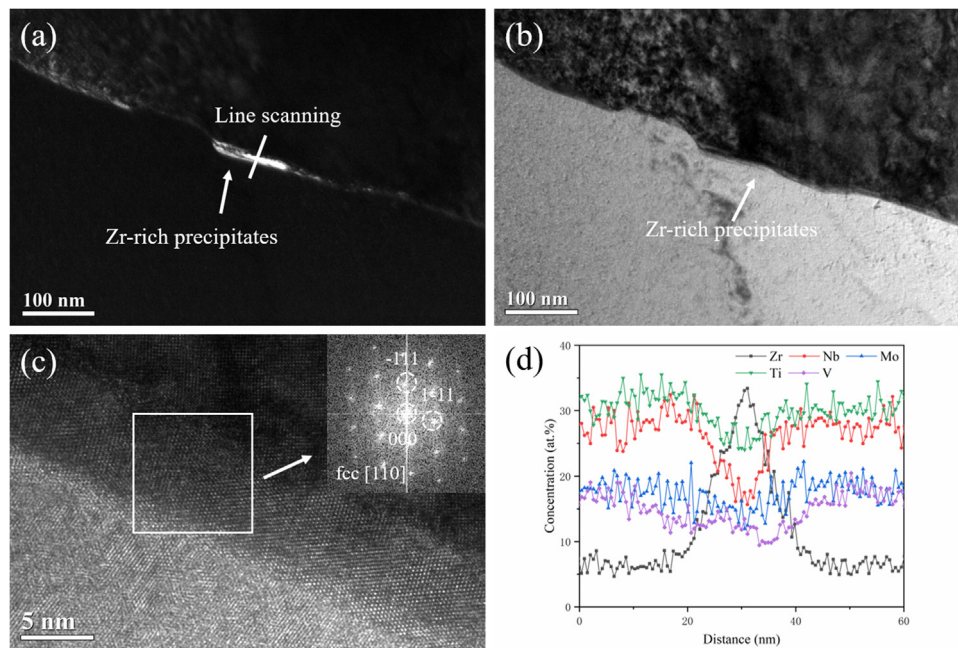 (a)
Line scanning
Zr-rich precipitates
100 nm
(b)
Zr-rich precipitates
100 nm
(c)
-111
1-11
000
fcc [110]
5 nm
(d)
Zr
Nb
Mo
Ti
V
40
30
20
10
0
Concentration (at.%)
0
20
40
60
Distance (nm)